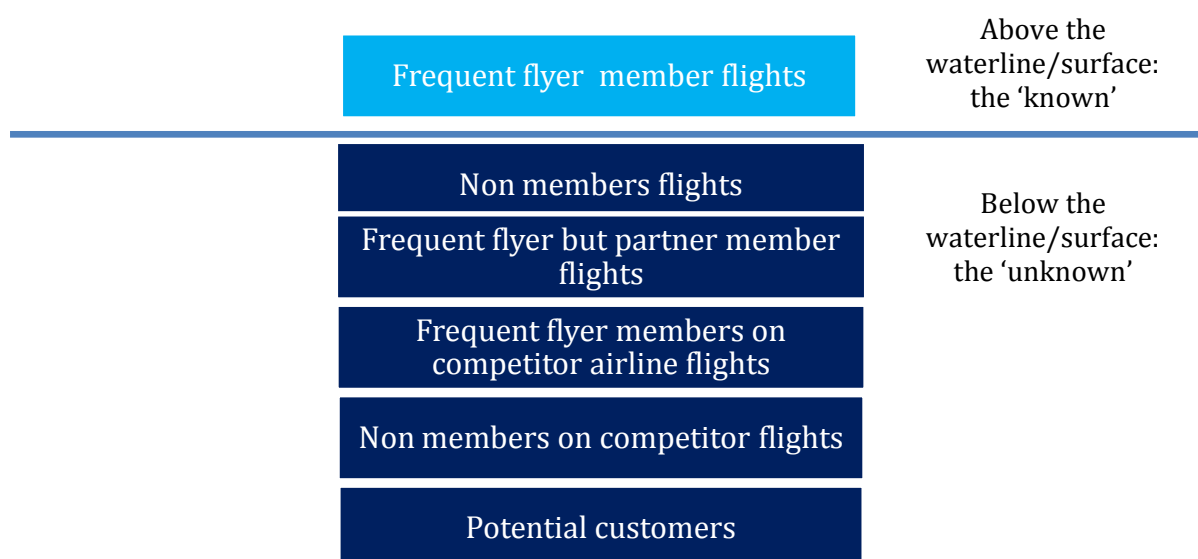 Above the
waterline/surface:
the ‘known’
Frequent flyer  member flights
Non members flights
Below the
waterline/surface:
the ‘unknown’
Frequent flyer but partner member
flights
Frequent flyer members on
competitor airline flights
Non members on competitor flights
Potential customers